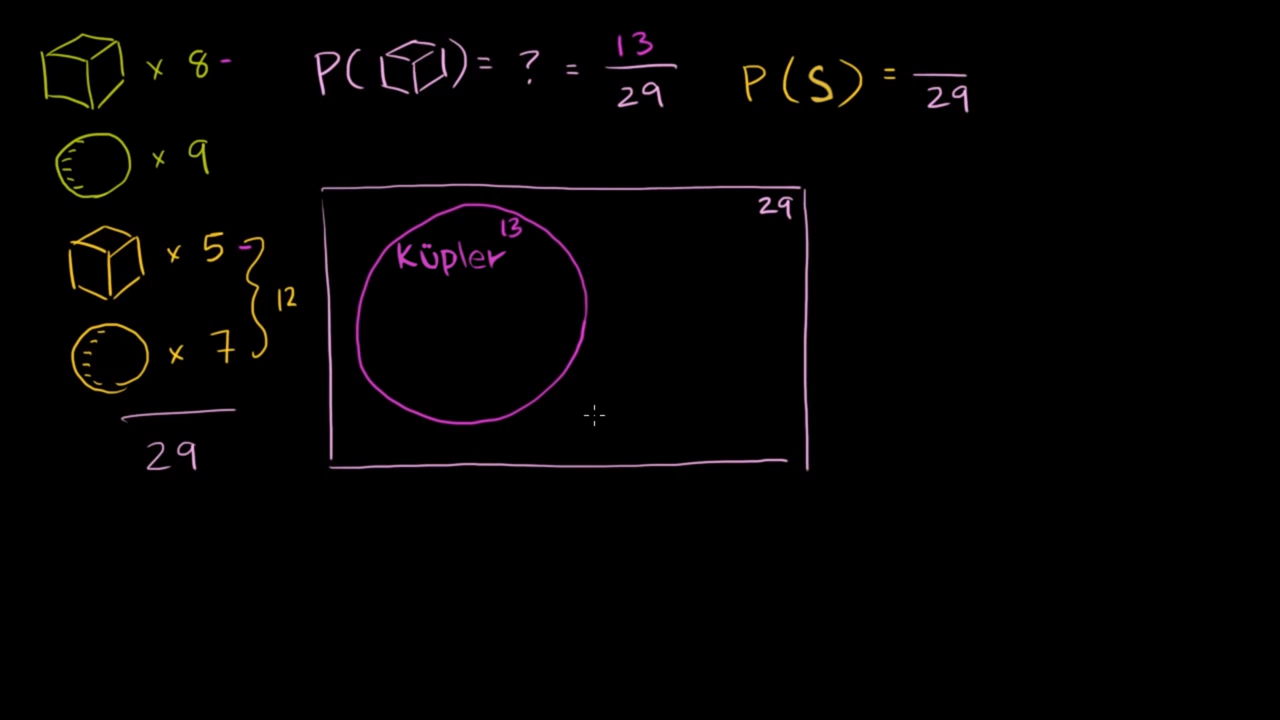 × 8 -
P( ) = ? = 13/29
P(S) = /29
× 9
× 5 -
× 7
12
29
29
Küpler 13